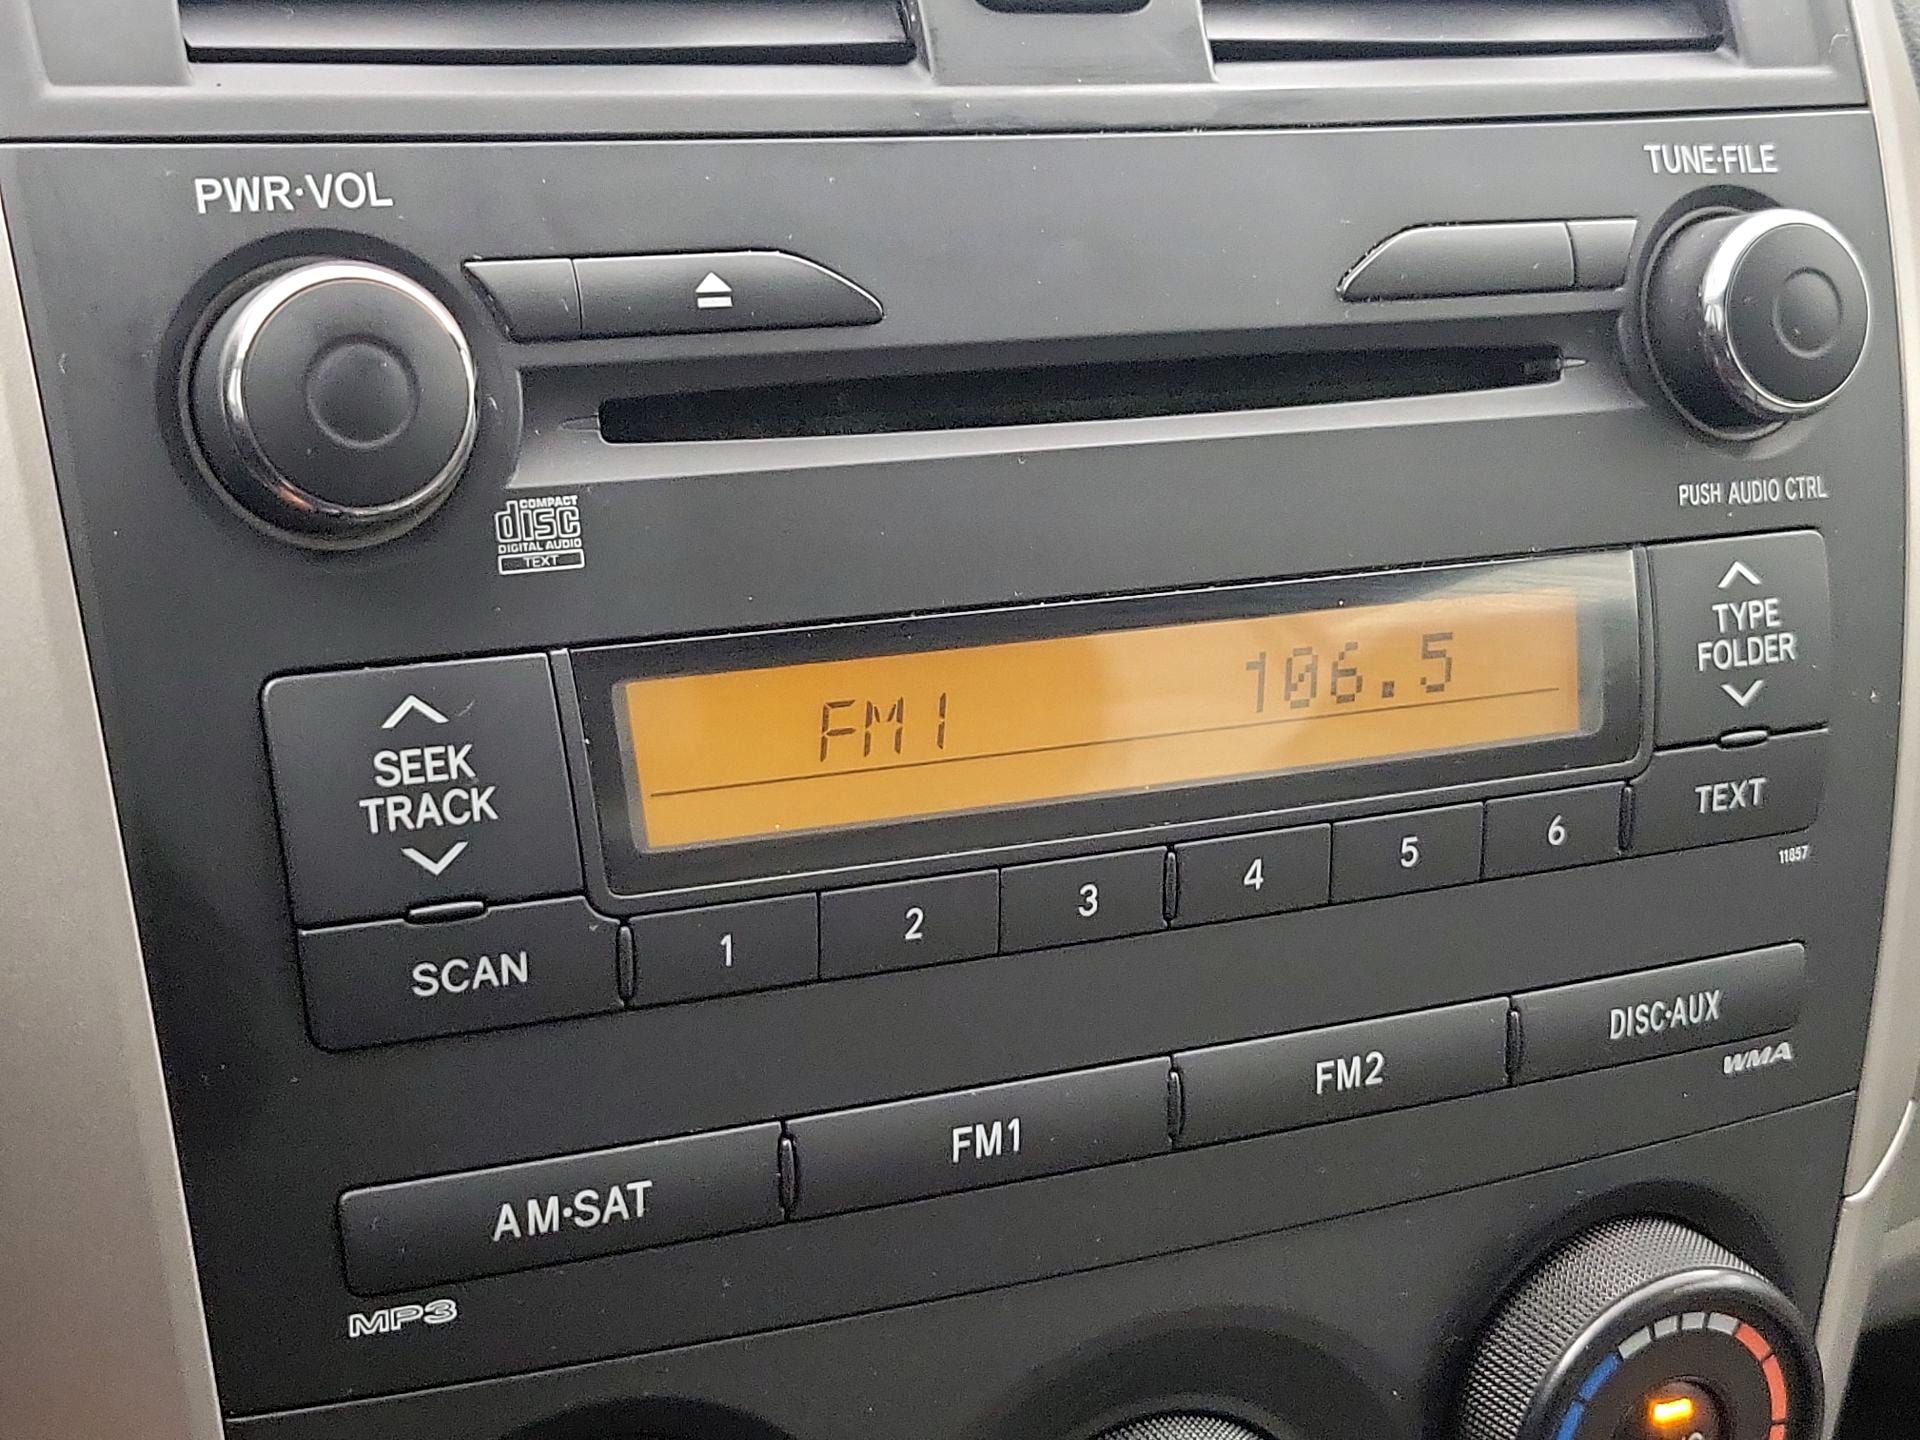 PWR·VOL
TUNE·FILE
COMPACT
disc
DIGITAL AUDIO
TEXT
PUSH AUDIO CTRL
FM1 106.5
TYPE
FOLDER
SEEK
TRACK
TEXT
11857
SCAN
1 2 3 4 5 6
AM·SAT
FM1
FM2
DISC·AUX
WMA
MP3